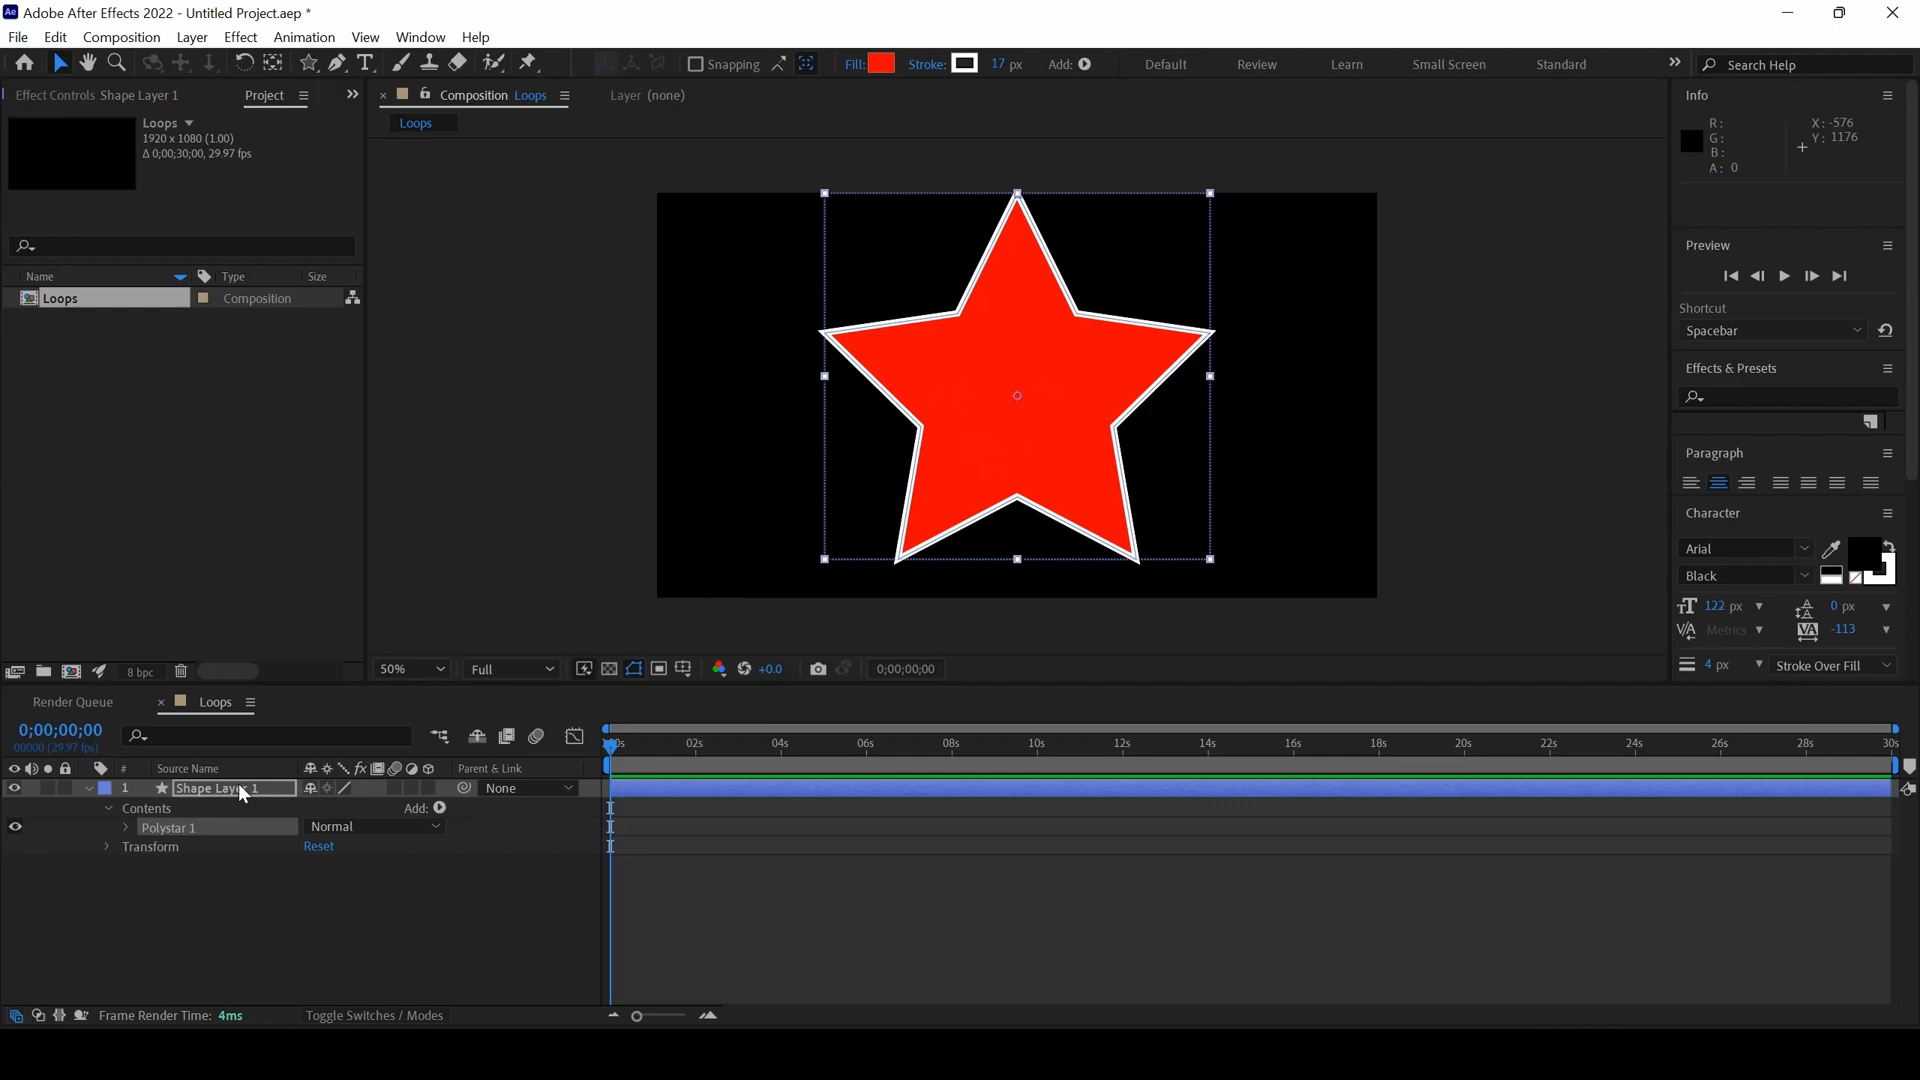 Adobe After Effects 2022 - Untitled Project.aep *
File Edit Composition Layer Effect Animation View Window Help
Snapping Fill: Stroke: 17 px Add: Default Review Learn Small Screen Standard Search Help
Effect Controls Shape Layer 1 Project Composition Loops Layer (none) Info
Loops
1920 x 1080 (1.00)
Δ 0;00;30;00, 29.97 fps
Loops
R: X: -576
G: Y: 1176
B:
A: 0
Preview
Name Type Size
Loops Composition
Shortcut
Spacebar
Effects & Presets
Paragraph
Character
Arial
Black
122 px 0 px
Metrics -113
4 px Stroke Over Fill
8 bpc 50% Full +0.0 0;00;00;00
Render Queue Loops
0;00;00;00
00000 (29.97 fps)
02s 04s 06s 08s 10s 12s 14s 16s 18s 20s 22s 24s 26s 28s 30s
# Source Name Parent & Link
1 Shape Layer 1 None
Contents Add:
Polystar 1 Normal
Transform Reset
Frame Render Time: 4ms Toggle Switches / Modes